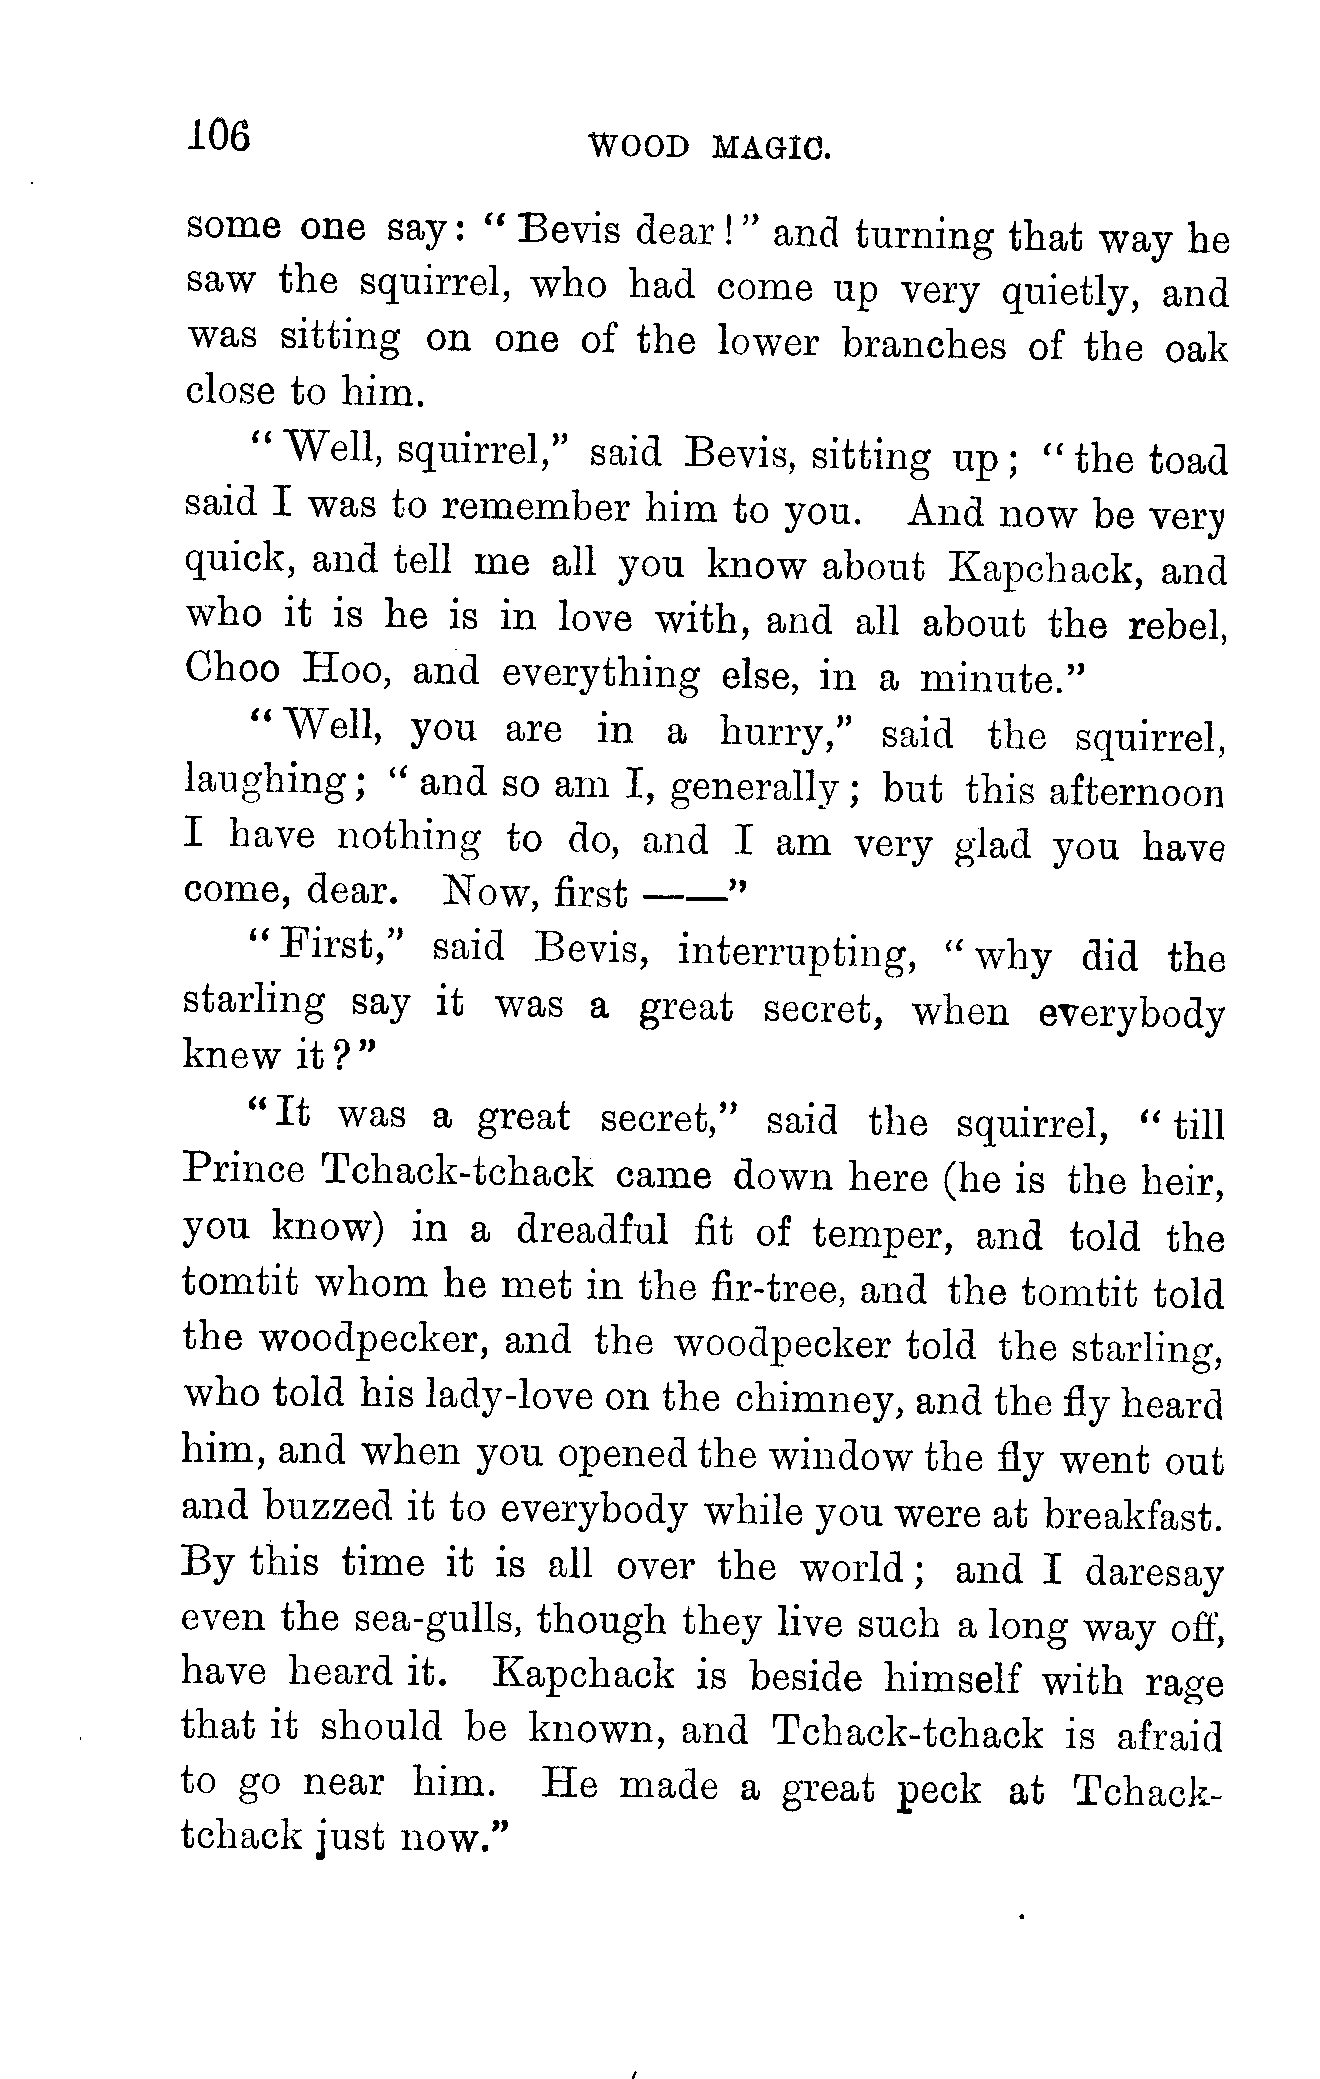 106 WOOD MAGIC.
some one say: "Bevis dear!" and turning that way he
saw the squirrel, who had come up very quietly, and
was sitting on one of the lower branches of the oak
close to him.
"Well, squirrel," said Bevis, sitting up; "the toad
said I was to remember him to you. And now be very
quick, and tell me all you know about Kapchack, and
who it is he is in love with, and all about the rebel,
Choo Hoo, and everything else, in a minute."
"Well, you are in a hurry," said the squirrel,
laughing; "and so am I, generally; but this afternoon
I have nothing to do, and I am very glad you have
come, dear. Now, first ——"
"First," said Bevis, interrupting, "why did the
starling say it was a great secret, when everybody
knew it?"
"It was a great secret," said the squirrel, "till
Prince Tchack-tchack came down here (he is the heir,
you know) in a dreadful fit of temper, and told the
tomtit whom he met in the fir-tree, and the tomtit told
the woodpecker, and the woodpecker told the starling,
who told his lady-love on the chimney, and the fly heard
him, and when you opened the window the fly went out
and buzzed it to everybody while you were at breakfast.
By this time it is all over the world; and I daresay
even the sea-gulls, though they live such a long way off,
have heard it. Kapchack is beside himself with rage
that it should be known, and Tchack-tchack is afraid
to go near him. He made a great peck at Tchack-
tchack just now."